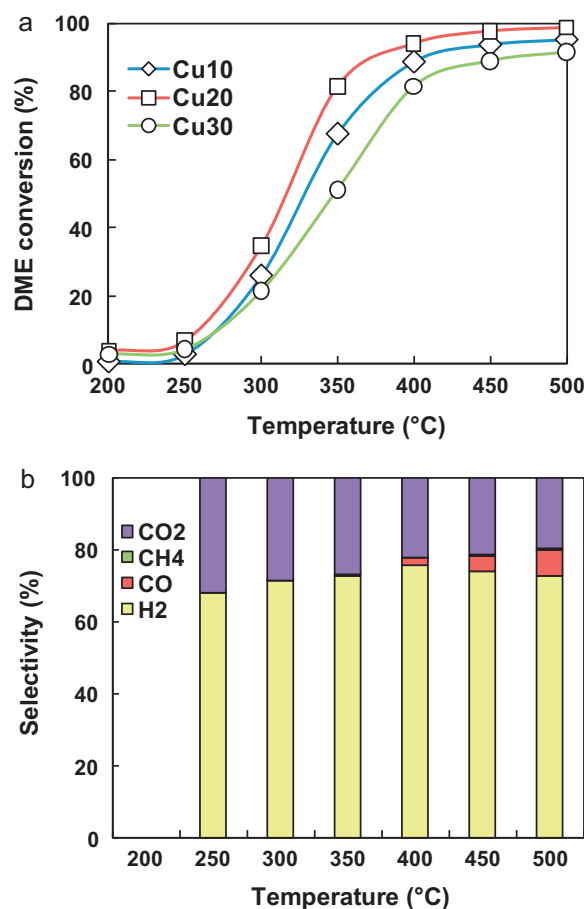 a
DME conversion (%)
100
80
60
40
20
0
Cu10
Cu20
Cu30
200 250 300 350 400 450 500
Temperature (°C)
b
Selectivity (%)
100
80
60
40
20
0
CO2
CH4
CO
H2
200 250 300 350 400 450 500
Temperature (°C)